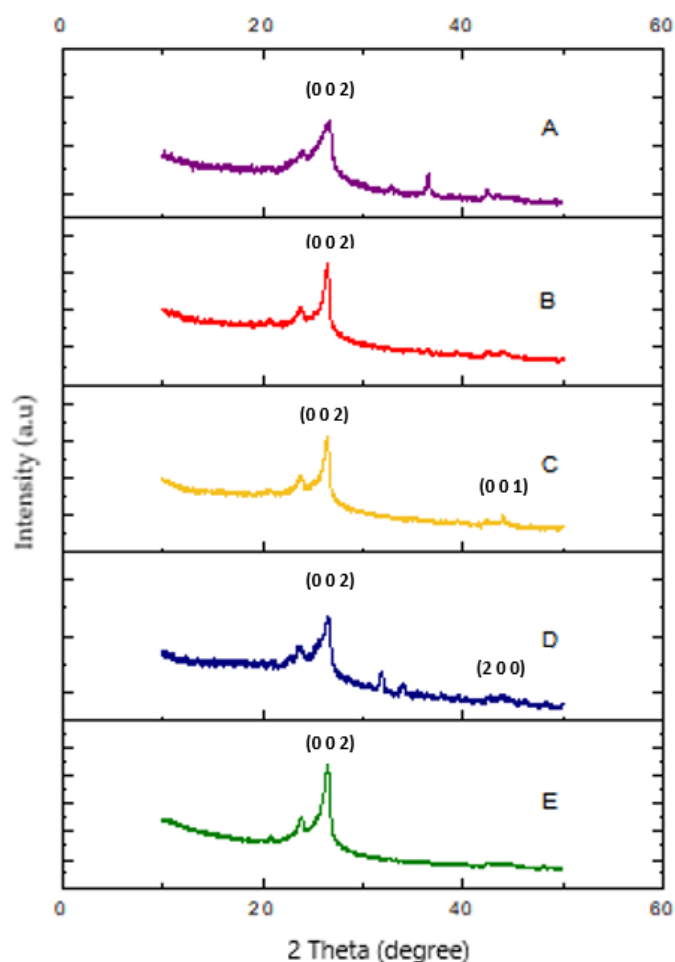 0 20 40 60
(0 0 2)
A
(0 0 2)
B
(0 0 2)
C
(0 0 1)
Intensity (a.u)
(0 0 2)
D
(2 0 0)
(0 0 2)
E
0 20 40 60
2 Theta (degree)